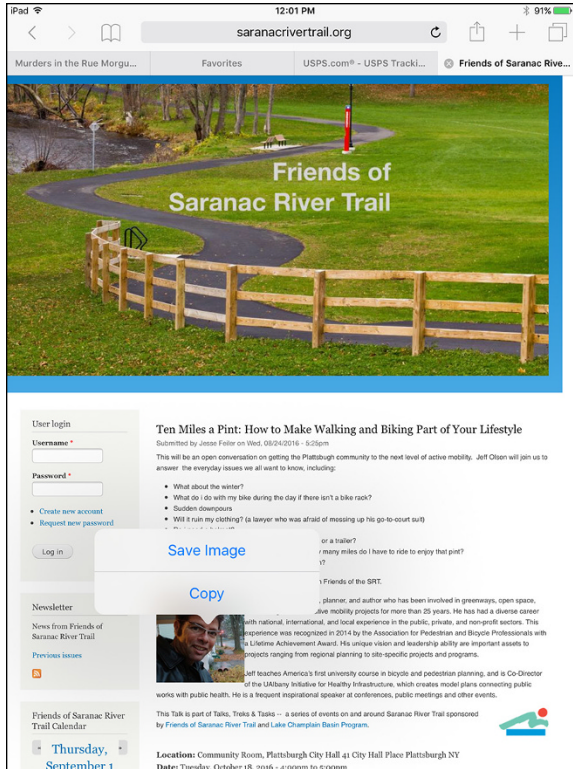 iPad
12:01 PM
91%
saranacrivertrail.org
Murders in the Rue Morgu...
Favorites
USPS.com® - USPS Tracki...
Friends of Saranac Rive...
Friends of
Saranac River Trail
User login
Username *
Password *
Create new account
Request new password
Log in
Newsletter
News from Friends of
Saranac River Trail
Previous issues
Friends of Saranac River
Trail Calendar
Thursday,
September 1
Ten Miles a Pint: How to Make Walking and Biking Part of Your Lifestyle
Submitted by Jesse Feiler on Wed, 08/24/2016 - 5:25pm
This will be an open conversation on getting the Plattsbugh community to the next level of active mobility. Jeff Olsen will join us to
answer the everyday issues we all want to know, including:
What about the winter?
What do i do with my bike during the day if there isn't a bike rack?
Sudden downpours
Will it ruin my clothing? (a lawyer who was afraid of messing up his go-to-court suit)
or a trailer?
many miles do I have to ride to enjoy that pint?
Save Image
Copy
Friends of the SRT.
planner, and author who has been involved in greenways, open space,
mobility projects for more than 25 years. He has had a diverse career
with national, international, and local experience in the public, private, and non-profit sectors. This
experience was recognized in 2014 by the Association for Pedestrian and Bicycle Professionals with
a Lifetime Achievement Award. His unique vision and leadership ability are important assets to
projects ranging from regional planning to site-specific projects and programs.
Jeff teaches America's first university course in bicycle and pedestrian planning, and is Co-Director
of the UAlbany Initiative for Healthy Infrastructure, which creates model plans connecting public
works with public health. He is a frequent inspirational speaker at conferences, public meetings and other events.
This Talk is part of Talks, Treks & Tasks -- a series of events on and around Saranac River Trail sponsored
by Friends of Saranac River Trail and Lake Champlain Basin Program.
Location: Community Room, Plattsburgh City Hall 41 City Hall Place Plattsburgh NY
Date: Tuesday, October 18, 2016 - 4:00pm to 5:00pm